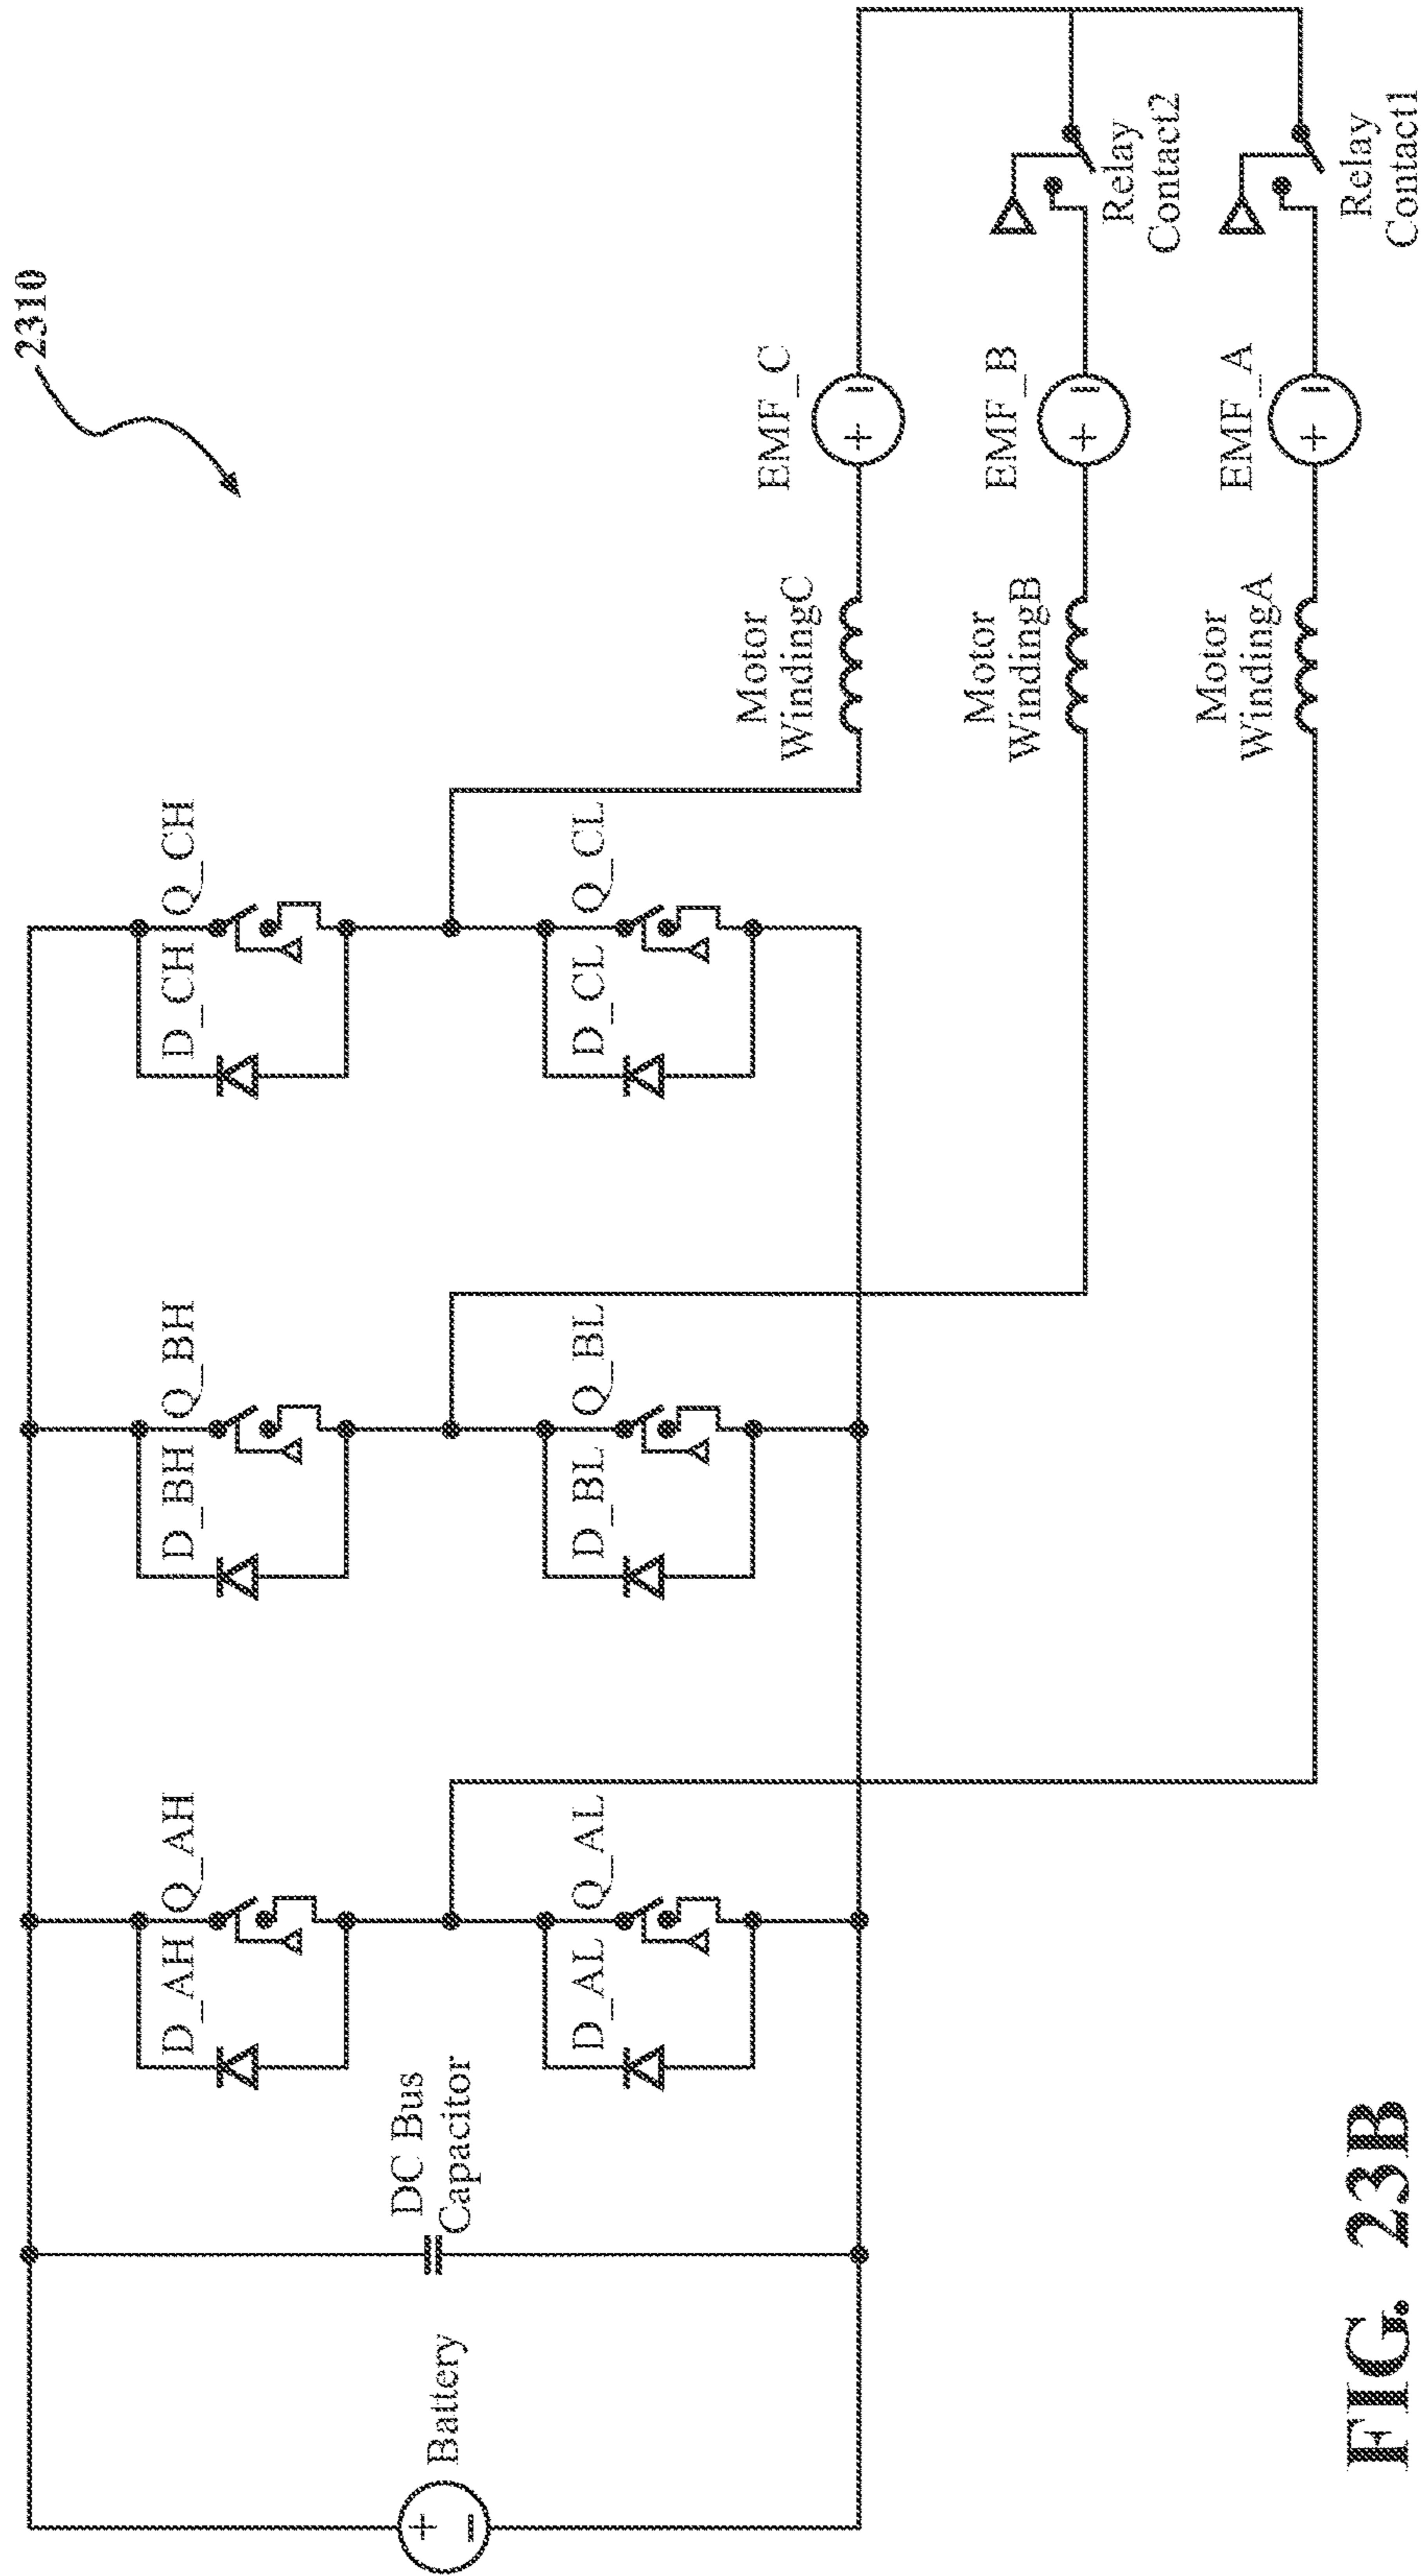 2310
Battery
+
−
DC Bus
Capacitor
D_AH
Q_AH
D_AL
Q_AL
D_BH
Q_BH
D_BL
Q_BL
D_CH
Q_CH
D_CL
Q_CL
Motor
WindingC
EMF_C
+
−
Motor
WindingB
EMF_B
+
−
Relay
Contact2
Motor
WindingA
EMF_A
+
−
Relay
Contact1
FIG. 23B